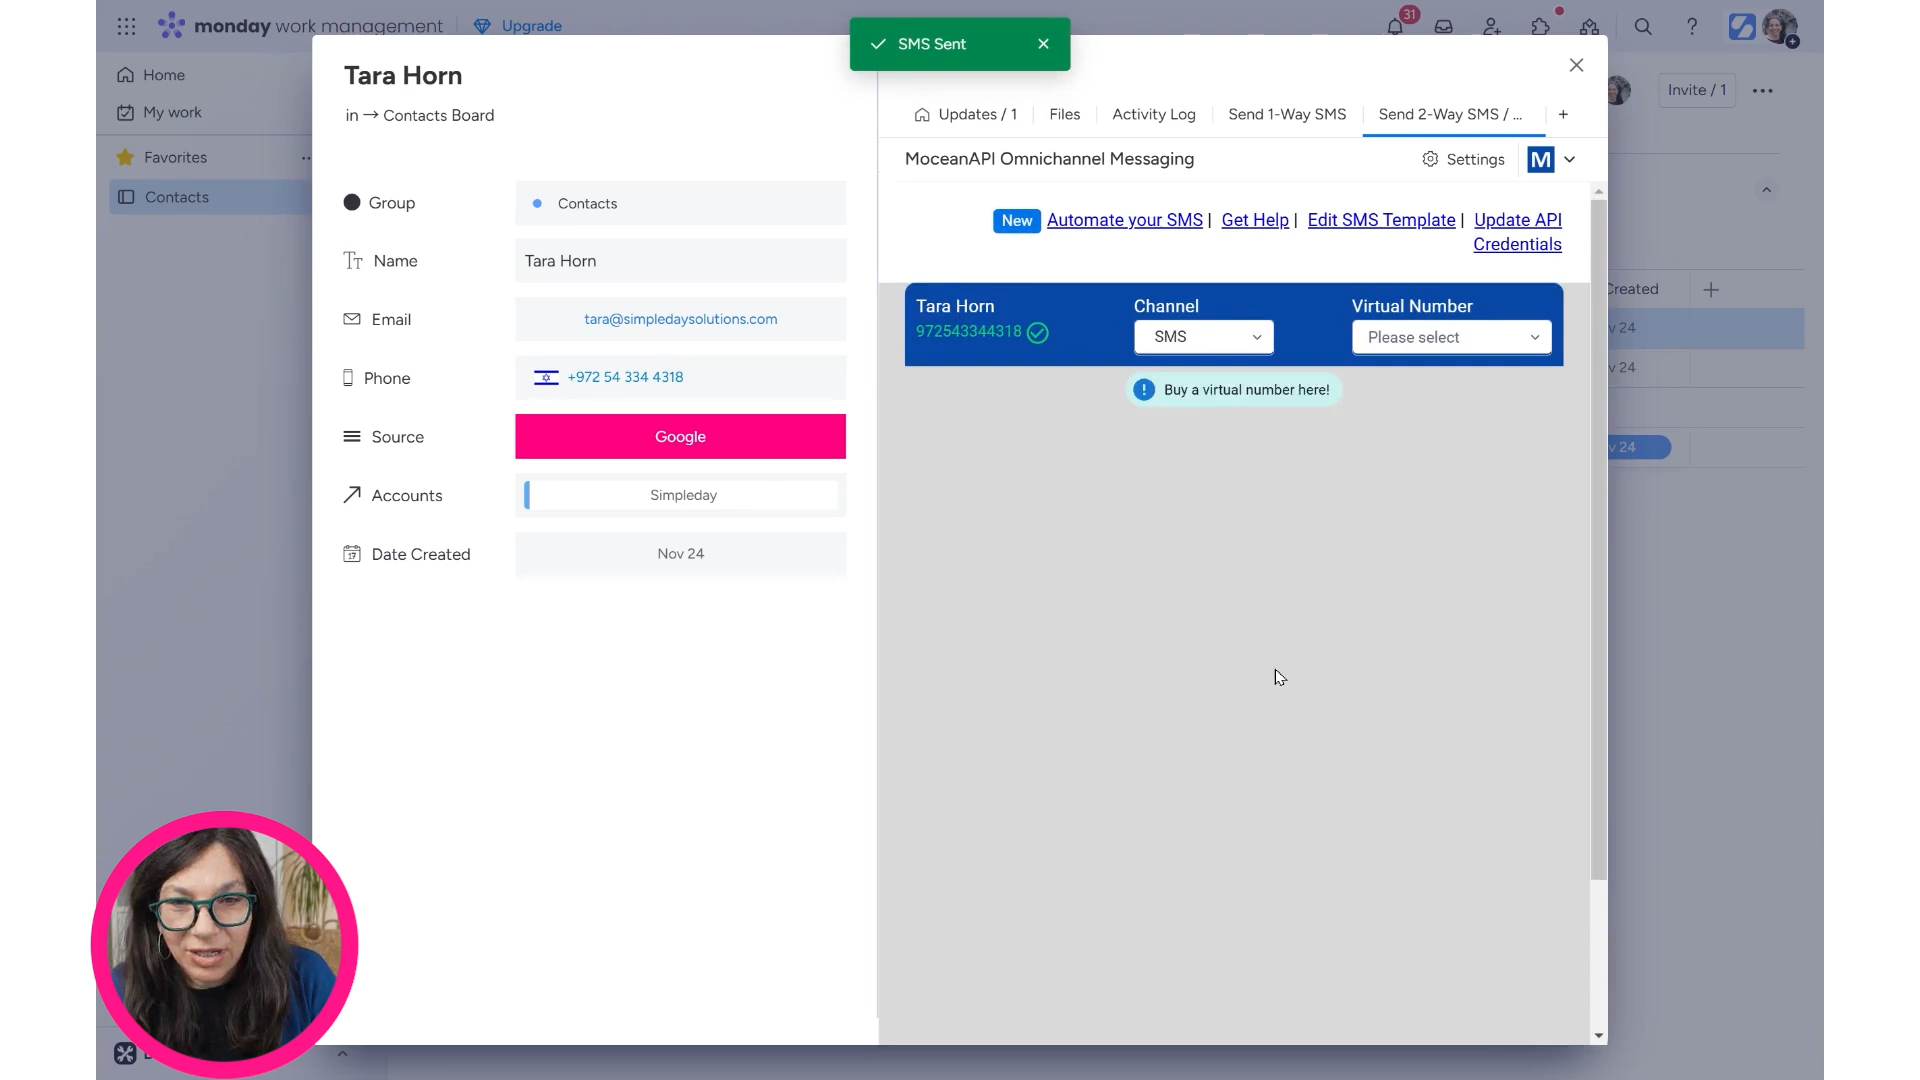 monday work management
Upgrade
SMS Sent
31
Home
My work
Favorites
Contacts
Tara Horn
in → Contacts Board
Group
Contacts
Name
Tara Horn
Email
tara@simpledaysolutions.com
Phone
+972 54 334 4318
Source
Google
Accounts
Simpleday
Date Created
Nov 24
Updates / 1
Files
Activity Log
Send 1-Way SMS
Send 2-Way SMS / ...
MoceanAPI Omnichannel Messaging
Settings
M
New Automate your SMS | Get Help | Edit SMS Template | Update API
Credentials
Tara Horn
972543344318
Channel
SMS
Virtual Number
Please select
Buy a virtual number here!
Invite / 1
Created
24
24
24